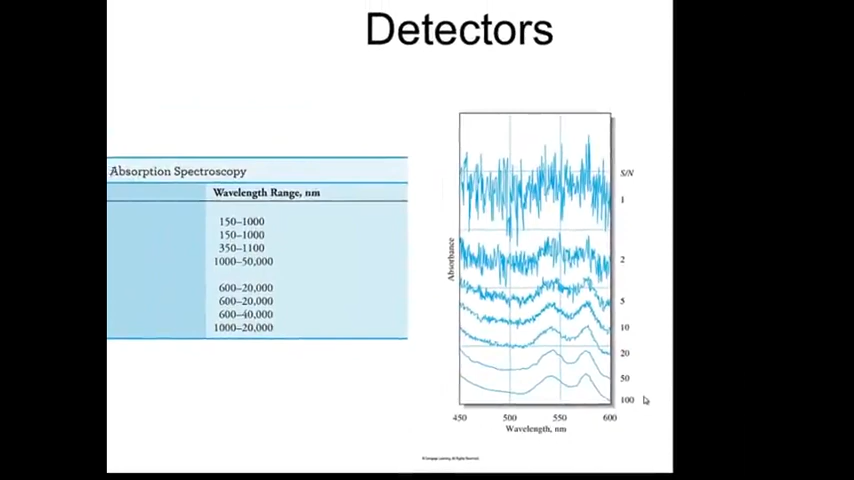 Detectors
Absorption Spectroscopy
Wavelength Range, nm
150–1000
150–1000
350–1100
1000–50,000
600–20,000
600–20,000
600–40,000
1000–20,000
S/N
1
2
5
10
20
50
100
Absorbance
450 500 550 600
Wavelength, nm
© Cengage Learning. All Rights Reserved.